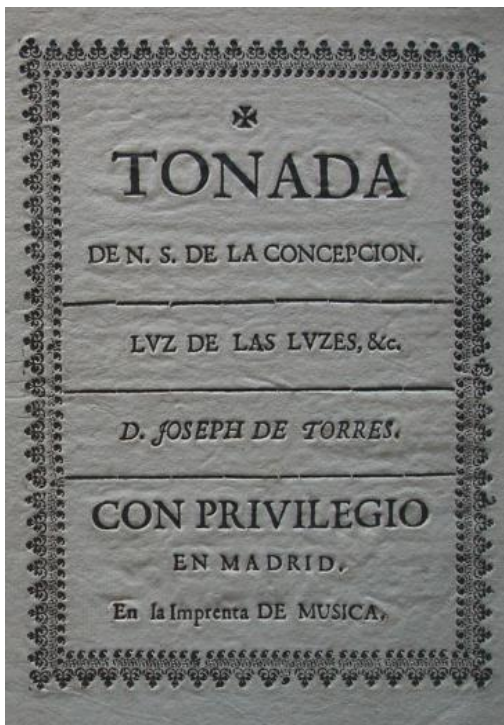 ✠
TONADA
DE N. S. DE LA CONCEPCION.
LVZ DE LAS LVZES, &c.
D. JOSEPH DE TORRES.
CON PRIVILEGIO
EN MADRID.
En la Imprenta DE MUSICA.